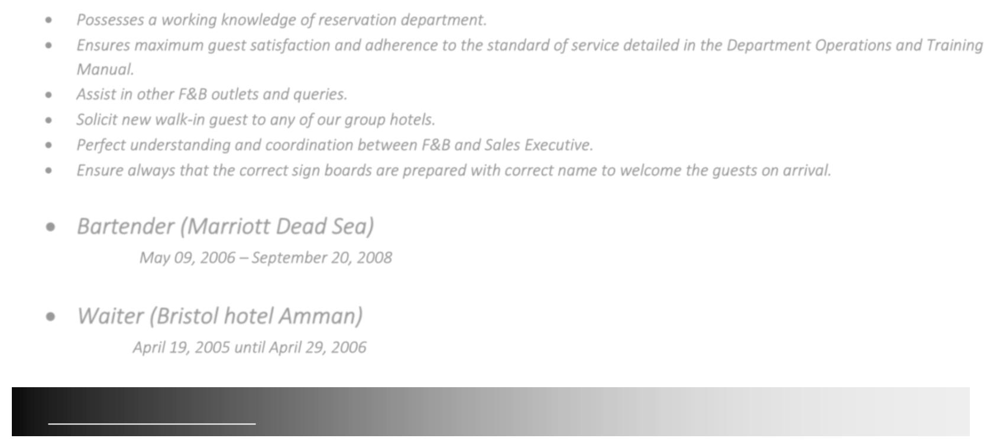 • Possesses a working knowledge of reservation department.
• Ensures maximum guest satisfaction and adherence to the standard of service detailed in the Department Operations and Training
Manual.
• Assist in other F&B outlets and queries.
• Solicit new walk-in guest to any of our group hotels.
• Perfect understanding and coordination between F&B and Sales Executive.
• Ensure always that the correct sign boards are prepared with correct name to welcome the guests on arrival.
• Bartender (Marriott Dead Sea)
May 09, 2006 – September 20, 2008
• Waiter (Bristol hotel Amman)
April 19, 2005 until April 29, 2006